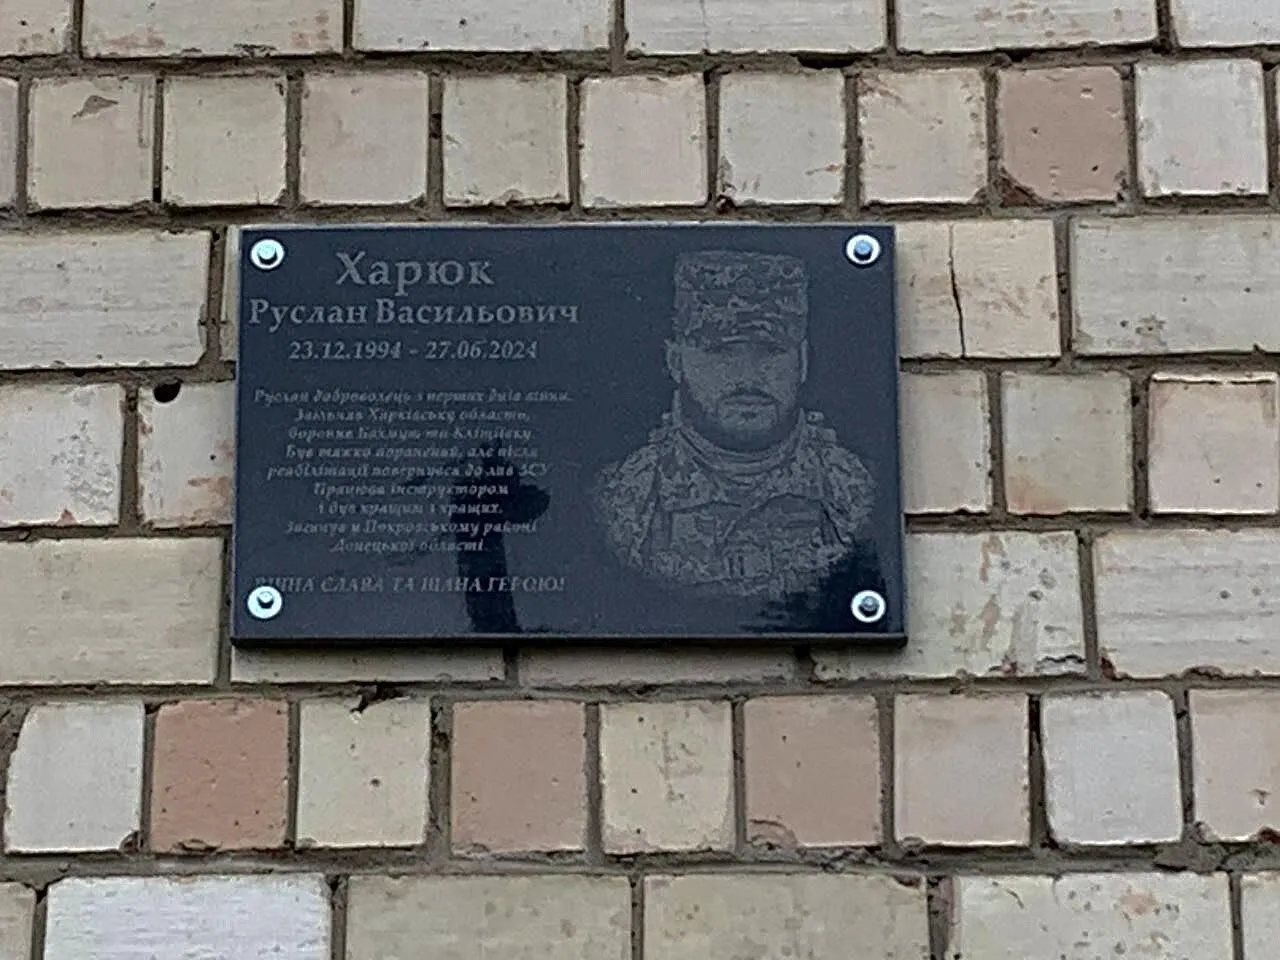 Харюк
Руслан Васильович
23.12.1994 - 27.06.2024
Руслан доброволець з перших днів війни.
Звільняв Харківську область,
боронив Бахмут та Кліщіївку.
Був тяжко поранений, але після
реабілітації повернувся до лав ЗСУ
Працював інструктором
і був кращим з кращих.
Загинув и Покровському районі
Донецької області.
ВІЧНА СЛАВА ТА ШАНА ГЕРОЮ!